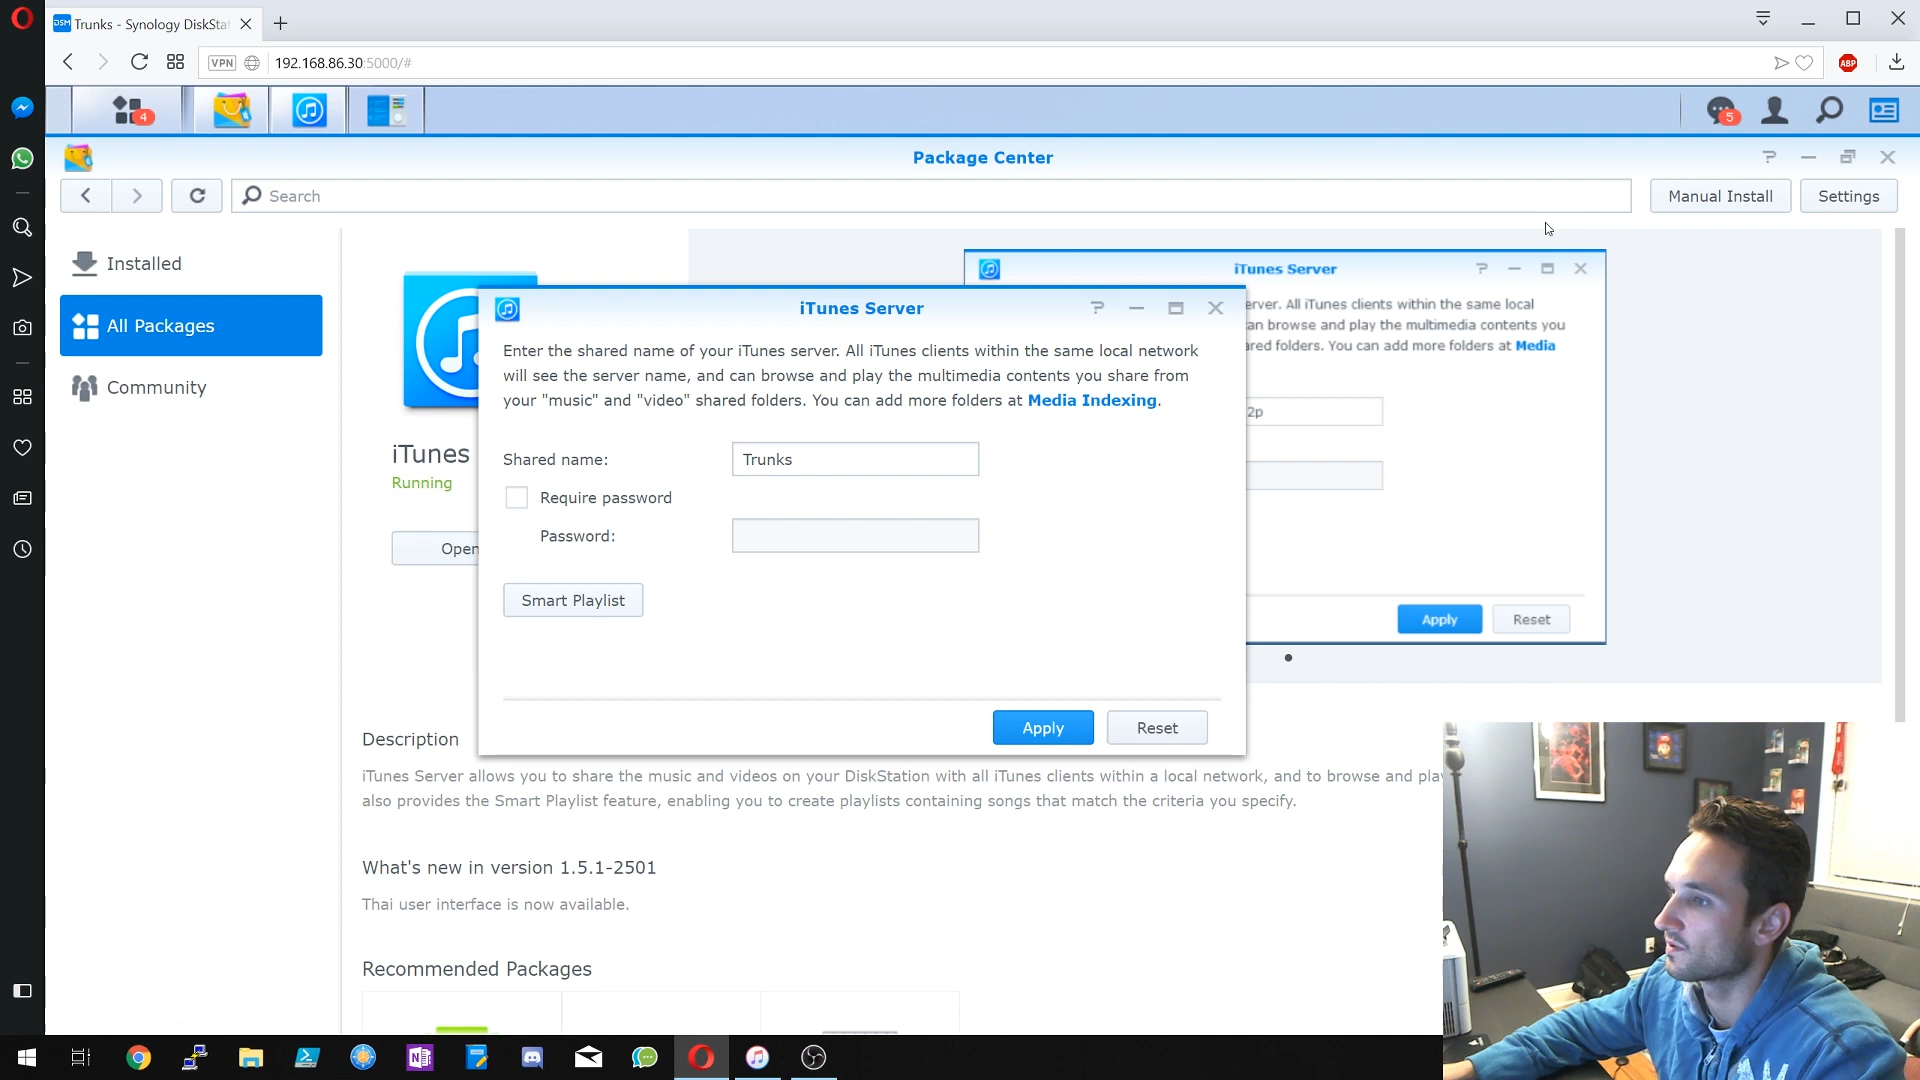 DSM Trunks - Synology DiskStat
VPN 192.168.86.30:5000/#
ABP
4
5
Package Center
Search
Manual Install
Settings
Installed
All Packages
Community
iTunes
Running
Open
iTunes Server
erver. All iTunes clients within the same local
an browse and play the multimedia contents you
ared folders. You can add more folders at Media
2p
Apply
Reset
iTunes Server
Enter the shared name of your iTunes server. All iTunes clients within the same local network
will see the server name, and can browse and play the multimedia contents you share from
your "music" and "video" shared folders. You can add more folders at Media Indexing.
Shared name:
Trunks
Require password
Password:
Smart Playlist
Apply
Reset
Description
iTunes Server allows you to share the music and videos on your DiskStation with all iTunes clients within a local network, and to browse and play
also provides the Smart Playlist feature, enabling you to create playlists containing songs that match the criteria you specify.
What's new in version 1.5.1-2501
Thai user interface is now available.
Recommended Packages